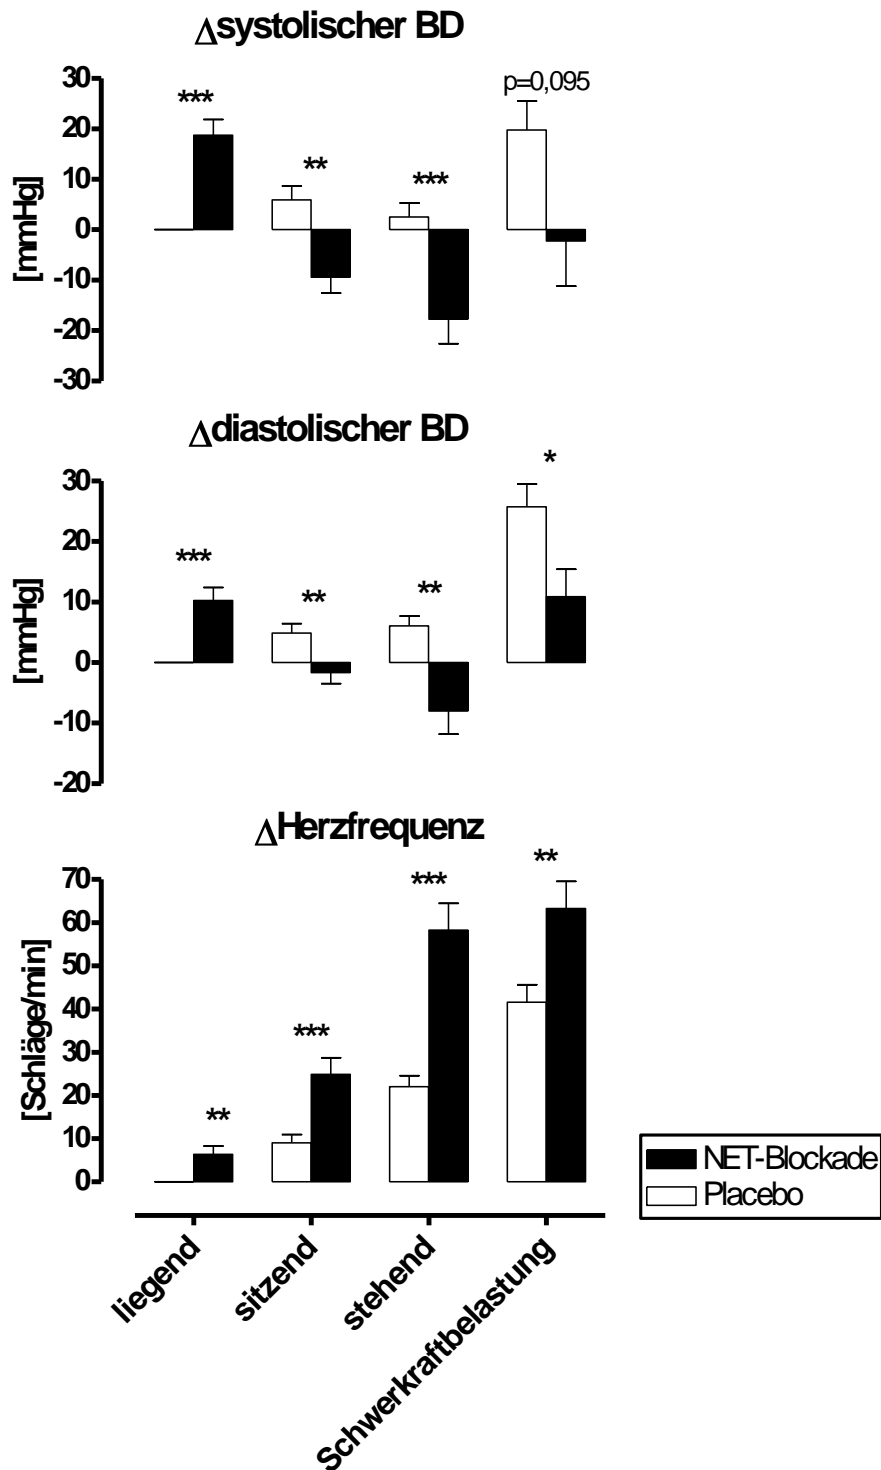 Δsystolischer BD
[mmHg]
30
20
10
0
-10
-20
-30
***
**
***
p=0,095
Δdiastolischer BD
[mmHg]
30
20
10
0
-10
-20
***
**
**
*
ΔHerzfrequenz
[Schläge/min]
70
60
50
40
30
20
10
0
**
***
***
**
NET-Blockade
Placebo
liegend
sitzend
stehend
Schwerkraftbelastung